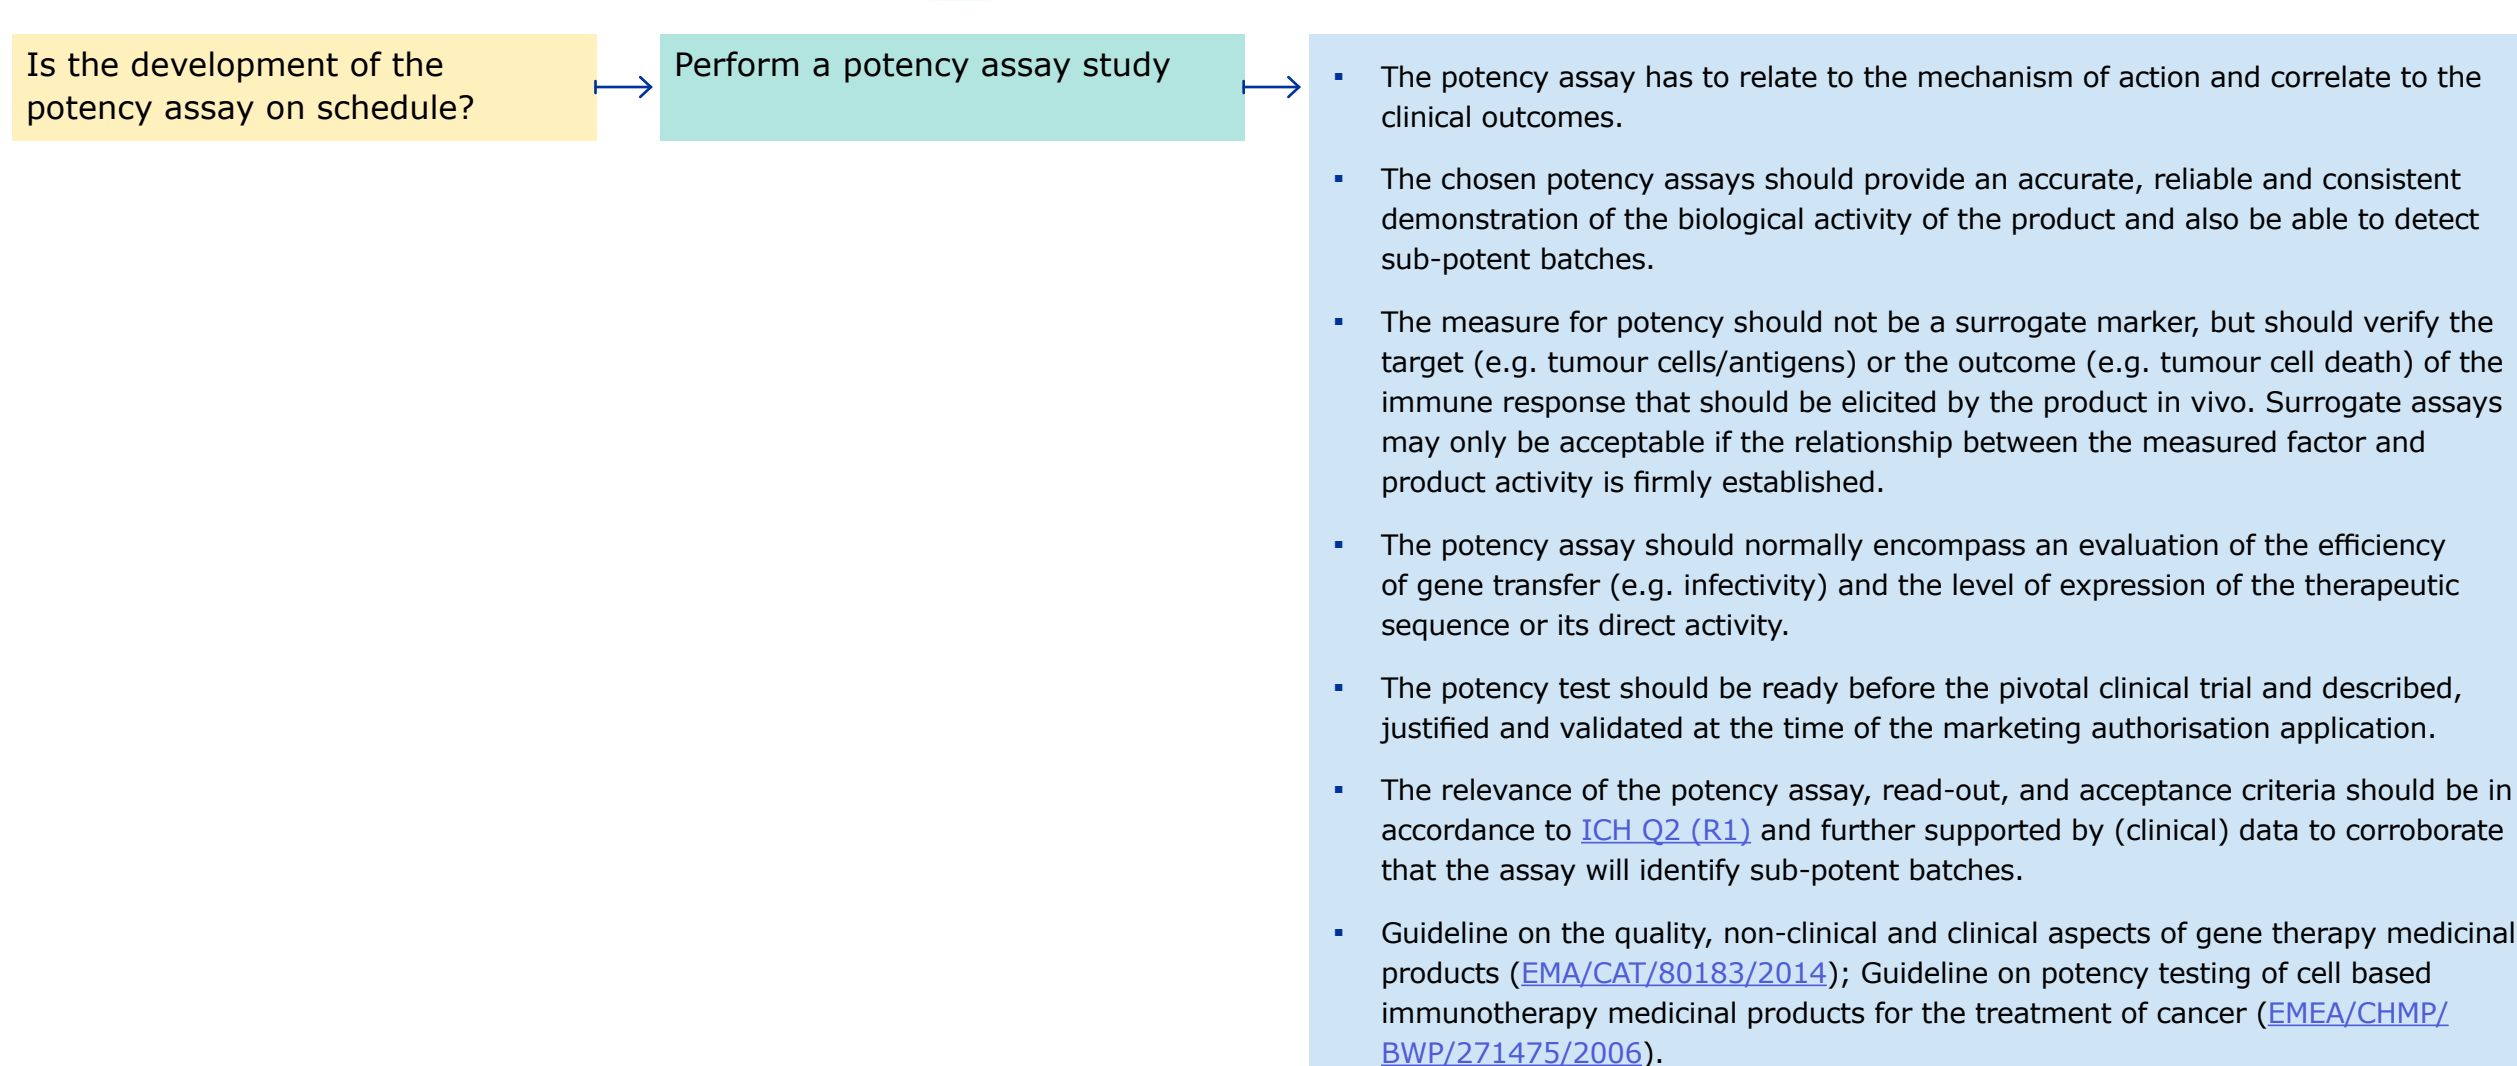 Is the development of the
potency assay on schedule?
Perform a potency assay study
▪ The potency assay has to relate to the mechanism of action and correlate to the
clinical outcomes.
▪ The chosen potency assays should provide an accurate, reliable and consistent
demonstration of the biological activity of the product and also be able to detect
sub-potent batches.
▪ The measure for potency should not be a surrogate marker, but should verify the
target (e.g. tumour cells/antigens) or the outcome (e.g. tumour cell death) of the
immune response that should be elicited by the product in vivo. Surrogate assays
may only be acceptable if the relationship between the measured factor and
product activity is firmly established.
▪ The potency assay should normally encompass an evaluation of the efficiency
of gene transfer (e.g. infectivity) and the level of expression of the therapeutic
sequence or its direct activity.
▪ The potency test should be ready before the pivotal clinical trial and described,
justified and validated at the time of the marketing authorisation application.
▪ The relevance of the potency assay, read-out, and acceptance criteria should be in
accordance to ICH Q2 (R1) and further supported by (clinical) data to corroborate
that the assay will identify sub-potent batches.
▪ Guideline on the quality, non-clinical and clinical aspects of gene therapy medicinal
products (EMA/CAT/80183/2014); Guideline on potency testing of cell based
immunotherapy medicinal products for the treatment of cancer (EMEA/CHMP/
BWP/271475/2006).